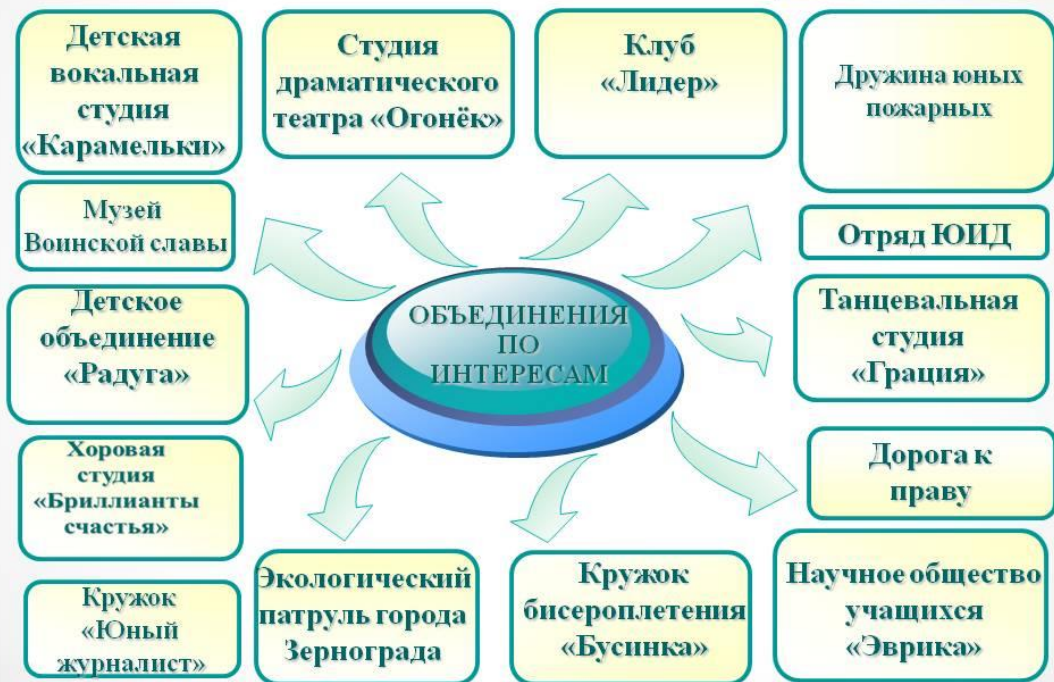 Детская
вокальная
студия
«Карамельки»
Студия
драматического
театра «Огонёк»
Клуб
«Лидер»
Дружина юных
пожарных
Музей
Воинской славы
Отряд ЮИД
Детское
объединение
«Радуга»
ОБЪЕДИНЕНИЯ
ПО
ИНТЕРЕСАМ
Танцевальная
студия
«Грация»
Хоровая
студия
«Бриллианты
счастья»
Дорога к
праву
Кружок
«Юный
журналист»
Экологический
патруль города
Зернограда
Кружок
бисероплетения
«Бусинка»
Научное общество
учащихся
«Эврика»